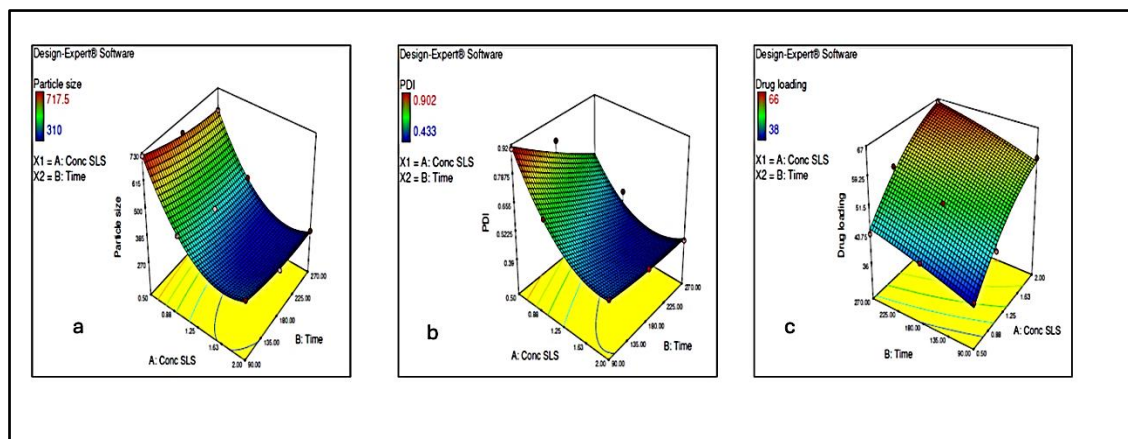 Design-Expert® Software
Particle size
717.5
310
X1 = A: Conc SLS
X2 = B: Time
730
615
500
385
270
Particle size
0.50
0.88
1.25
1.63
2.00
A: Conc SLS
90.00
135.00
180.00
225.00
270.00
B: Time
a
Design-Expert® Software
PDI
0.902
0.433
X1 = A: Conc SLS
X2 = B: Time
0.92
0.7875
0.655
0.5225
0.39
PDI
0.50
0.88
1.25
1.63
2.00
A: Conc SLS
90.00
135.00
180.00
225.00
270.00
B: Time
b
Design-Expert® Software
Drug loading
66
38
X1 = A: Conc SLS
X2 = B: Time
67
59.25
51.5
36
Drug loading
270.00
225.00
180.00
135.00
90.00
B: Time
0.50
0.88
1.25
1.63
2.00
A: Conc SLS
c